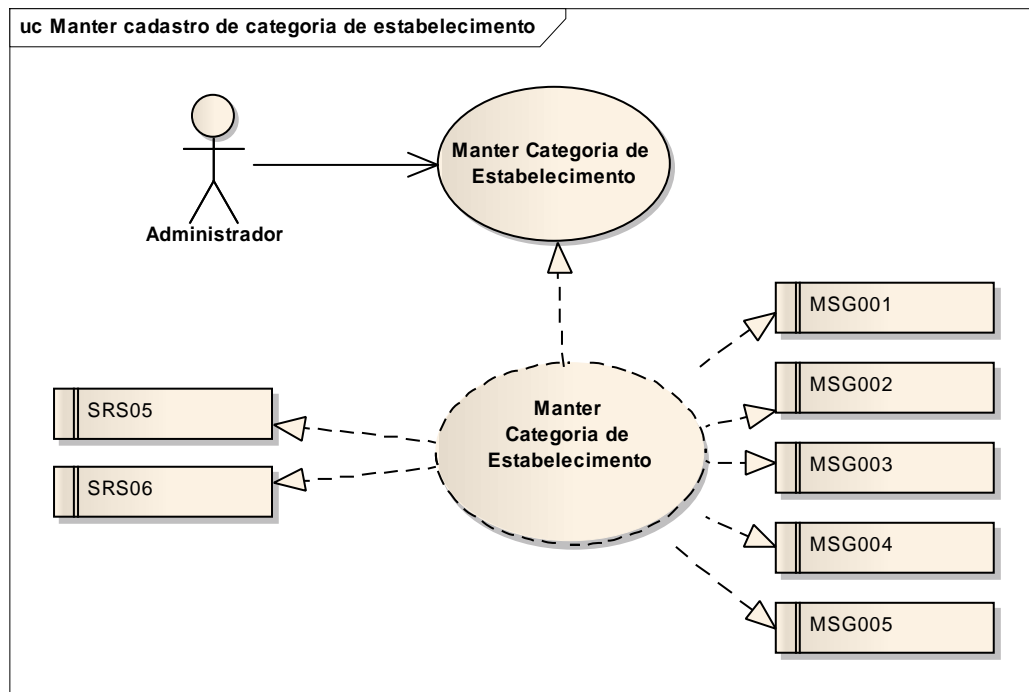 uc Manter cadastro de categoria de estabelecimento
Manter Categoria de
Estabelecimento
Administrador
MSG001
MSG002
SRS05
Manter
Categoria de
Estabelecimento
MSG003
SRS06
MSG004
MSG005